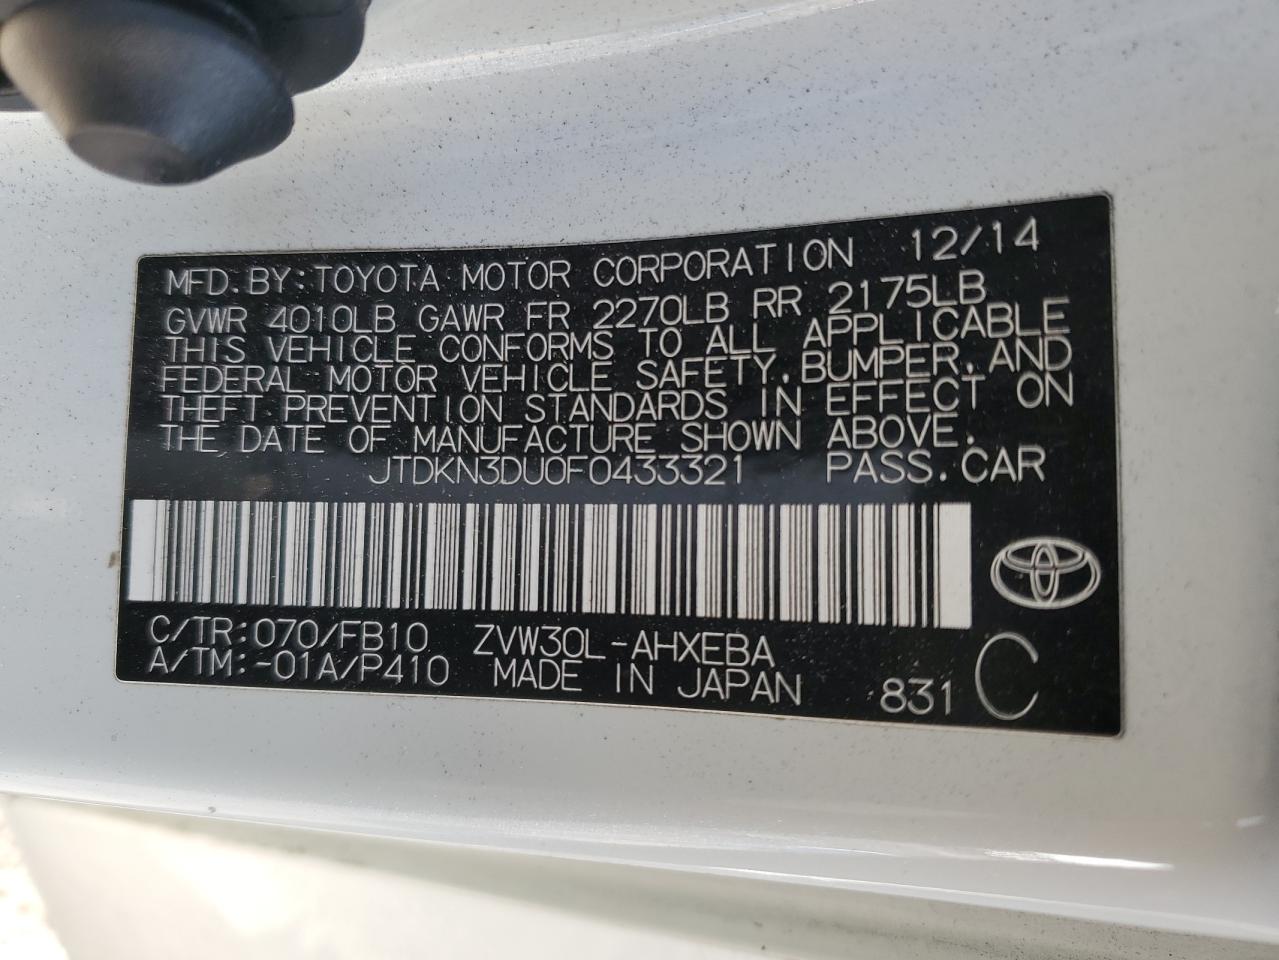 MFD. BY: TOYOTA MOTOR CORPORATION 12/14
GVWR 4010LB GAWR FR 2270LB RR 2175LB
THIS VEHICLE CONFORMS TO ALL APPLICABLE
FEDERAL MOTOR VEHICLE SAFETY, BUMPER, AND
THEFT PREVENTION STANDARDS IN EFFECT ON
THE DATE OF MANUFACTURE SHOWN ABOVE.
JTDKN3DU0F0433321 PASS. CAR
C/TR: 070/FB10 ZVW30L-AHXEBA
A/TM: -01A/P410 MADE IN JAPAN 831 C